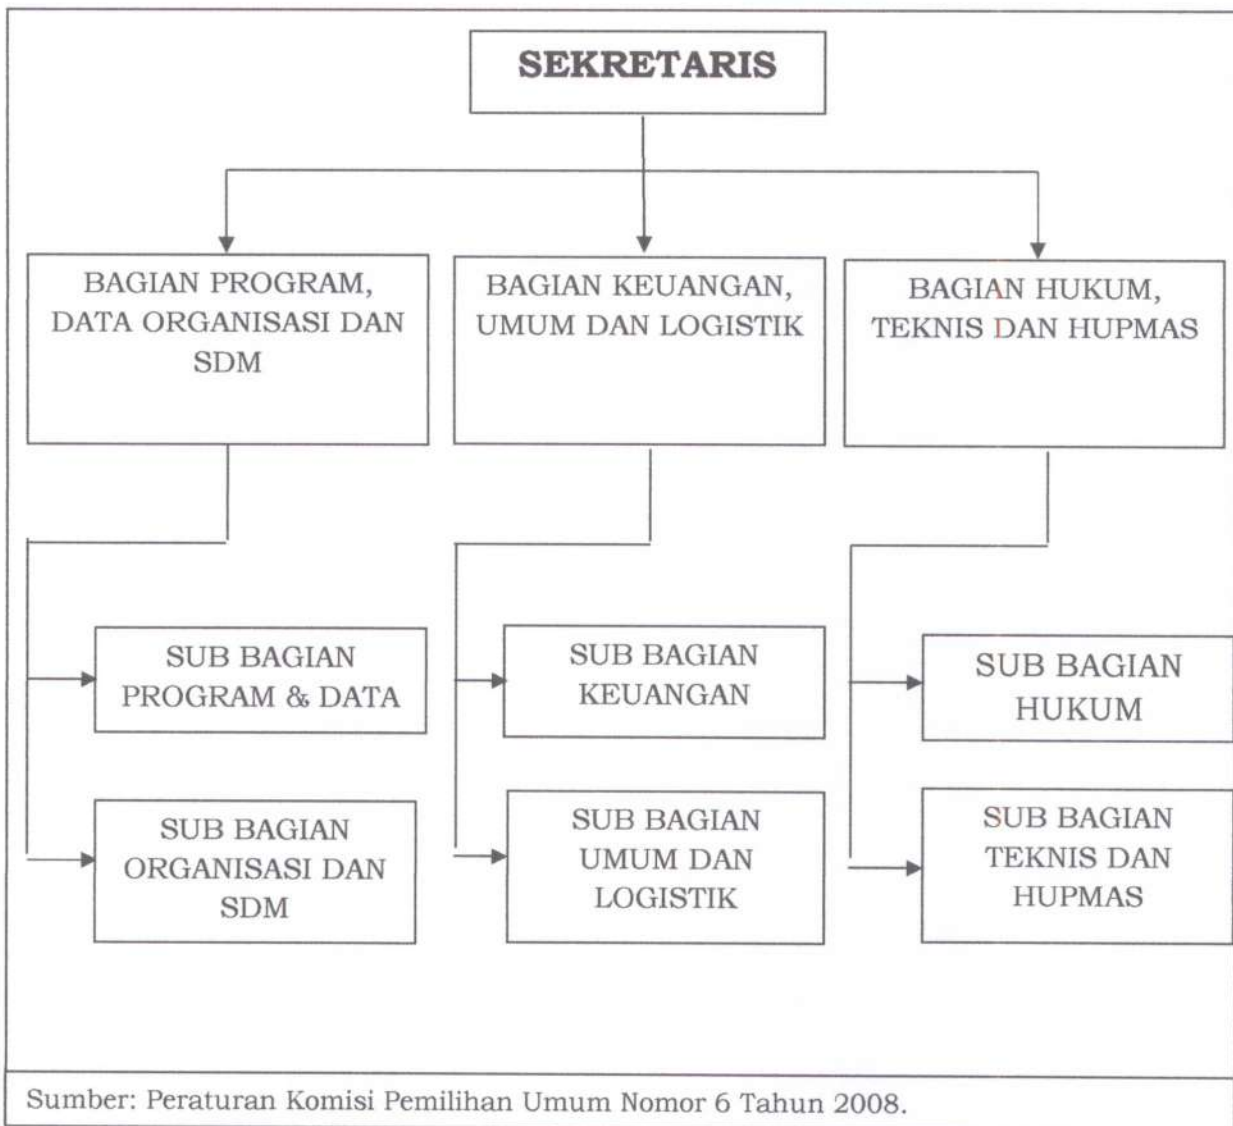 SEKRETARIS
BAGIAN PROGRAM,
DATA ORGANISASI DAN
SDM
BAGIAN KEUANGAN,
UMUM DAN LOGISTIK
BAGIAN HUKUM,
TEKNIS DAN HUPMAS
SUB BAGIAN
PROGRAM & DATA
SUB BAGIAN
KEUANGAN
SUB BAGIAN
HUKUM
SUB BAGIAN
ORGANISASI DAN
SDM
SUB BAGIAN
UMUM DAN
LOGISTIK
SUB BAGIAN
TEKNIS DAN
HUPMAS
Sumber: Peraturan Komisi Pemilihan Umum Nomor 6 Tahun 2008.